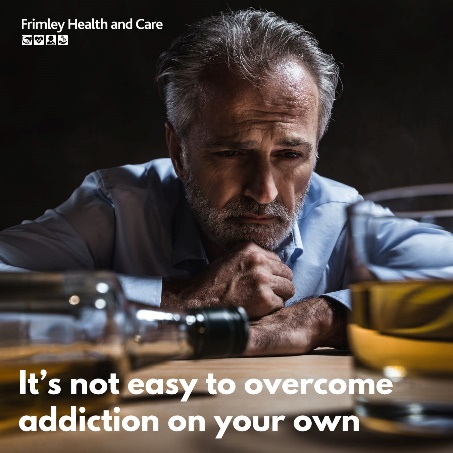 Frimley Health and Care
It's not easy to overcome
addiction on your own